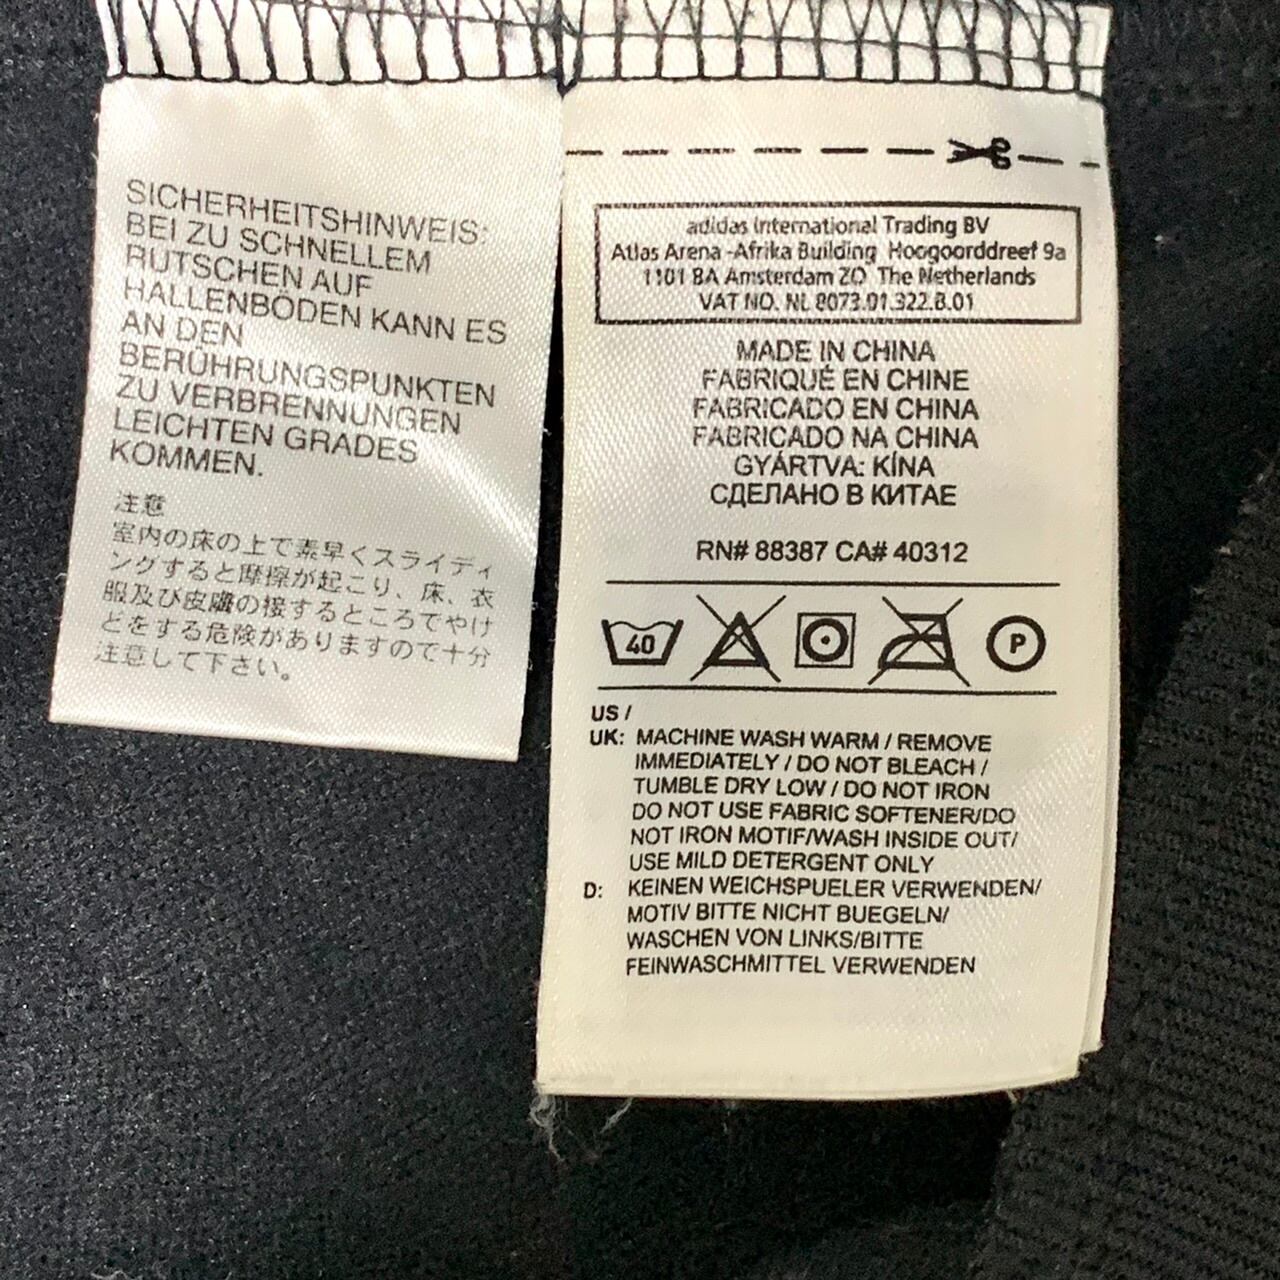 SICHERHEITSHINWEIS:
BEI ZU SCHNELLEM
RUTSCHEN AUF
HALLENBÖDEN KANN ES
AN DEN
BERÜHRUNGSPUNKTEN
ZU VERBRENNUNGEN
LEICHTEN GRADES
KOMMEN.
注意
室内の床の上で素早くスライディ
ングすると摩擦が起こり、床、衣
服及び皮膚の接するところでやけ
どをする危険がありますので十分
注意して下さい。
adidas International Trading BV
Atlas Arena -Afrika Building Hoogoorddreef 9a
1101 BA Amsterdam ZO The Netherlands
VAT NO. NL 8073.01.322.B.01
MADE IN CHINA
FABRIQUÉ EN CHINE
FABRICADO EN CHINA
FABRICADO NA CHINA
GYÁRTVA: KÍNA
СДЕЛАНО В КИТАЕ
RN# 88387 CA# 40312
40 P
US /
UK: MACHINE WASH WARM / REMOVE
IMMEDIATELY / DO NOT BLEACH /
TUMBLE DRY LOW / DO NOT IRON
DO NOT USE FABRIC SOFTENER/DO
NOT IRON MOTIF/WASH INSIDE OUT/
USE MILD DETERGENT ONLY
D: KEINEN WEICHSPUELER VERWENDEN/
MOTIV BITTE NICHT BUEGELN/
WASCHEN VON LINKS/BITTE
FEINWASCHMITTEL VERWENDEN